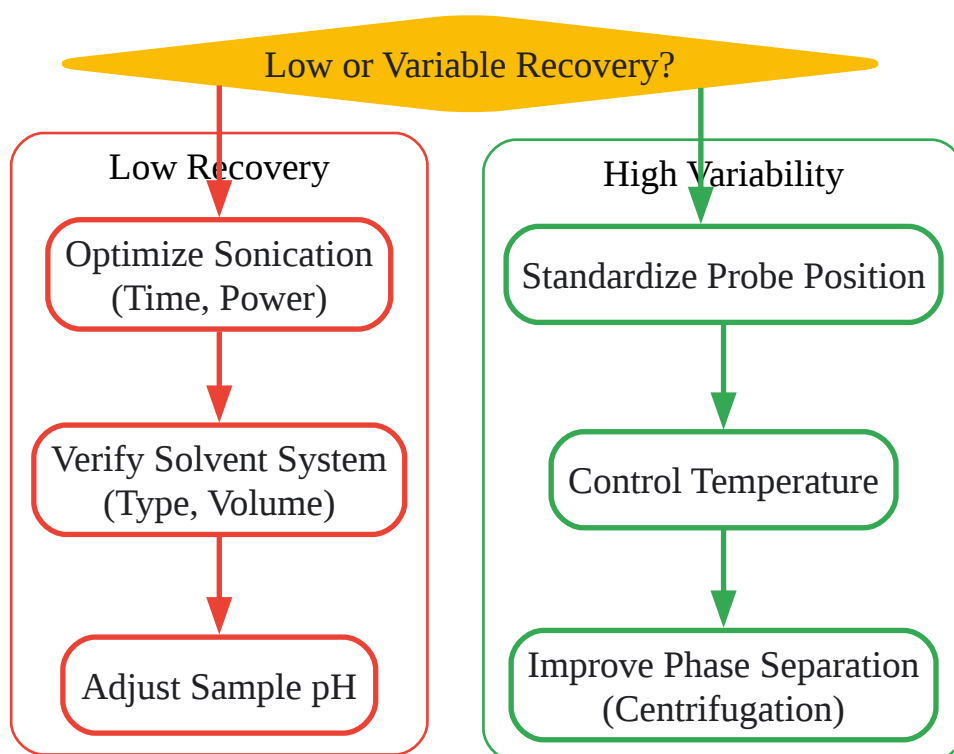 Low or Variable Recovery?
Low Recovery
Optimize Sonication
(Time, Power)
Verify Solvent System
(Type, Volume)
Adjust Sample pH
High Variability
Standardize Probe Position
Control Temperature
Improve Phase Separation
(Centrifugation)